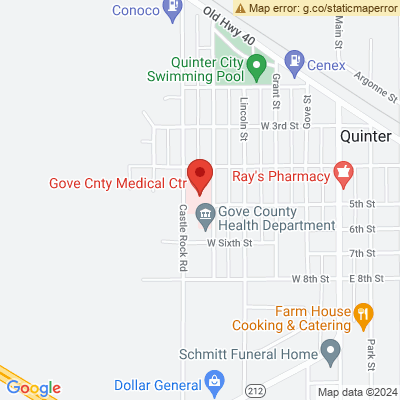 Map error: g.co/staticmaperror
Conoco
Old Hwy 40
Main St
Quinter City
Swimming Pool
Cenex
Argonne St
Grant St
Gove St
Lincoln St
W 3rd St
Quinter
Ray's Pharmacy
Gove Cnty Medical Ctr
5th St
Castle Rock Rd
Gove County
Health Department
6th St
W Sixth St
7th St
W 8th St
E 8th St
Farm House
Cooking & Catering
Schmitt Funeral Home
Park St
Dollar General
212
Google
Map data ©2024